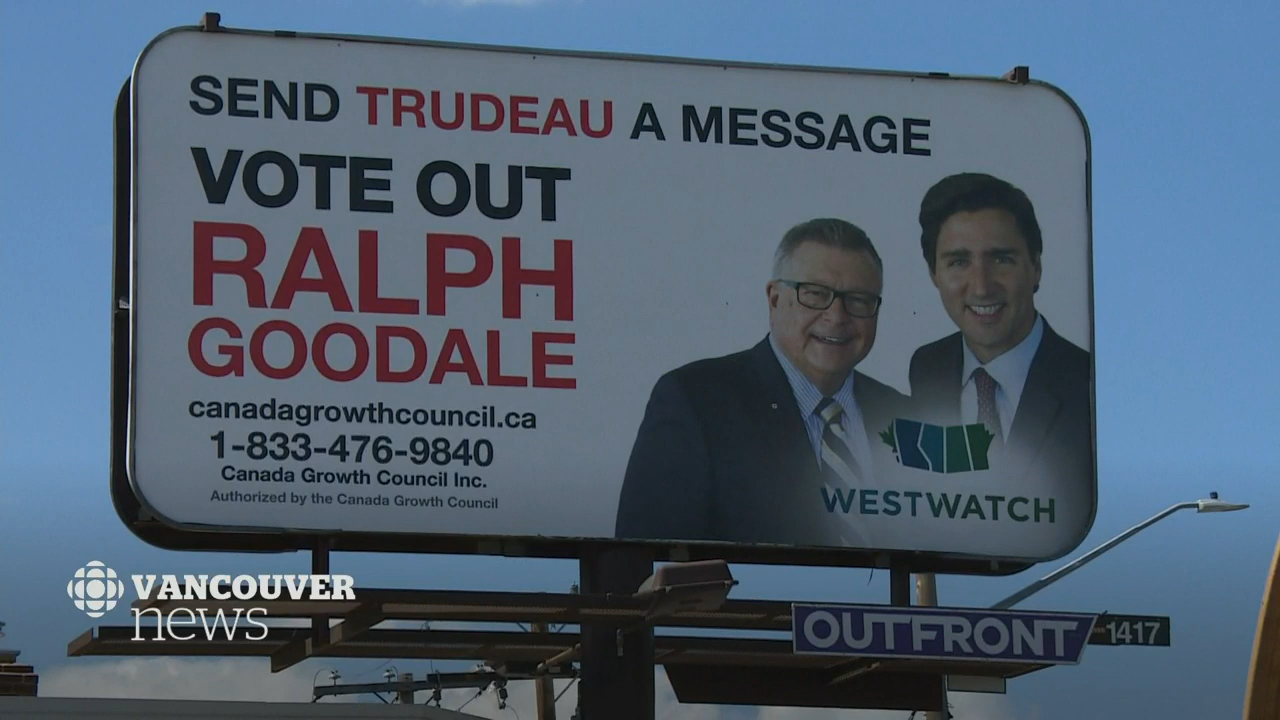 SEND TRUDEAU A MESSAGE
VOTE OUT
RALPH
GOODALE
canadagrowthcouncil.ca
1-833-476-9840
Canada Growth Council Inc.
Authorized by the Canada Growth Council
WESTWATCH
VANCOUVER
news
OUTFRONT
1417